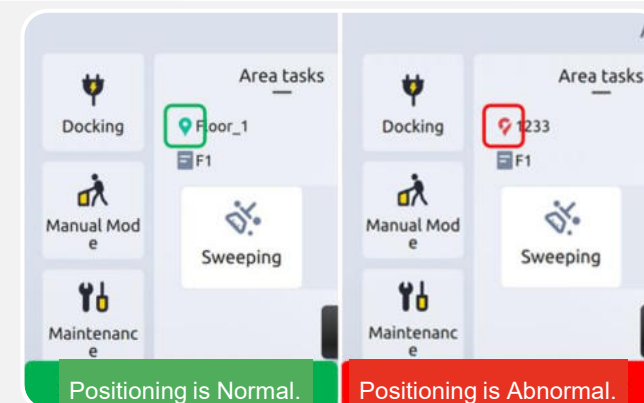 Area tasks
Docking
Floor_1
F1
Manual Mod
e
Sweeping
Maintenanc
e
Positioning is Normal.
Area tasks
Docking
1233
F1
Manual Mod
e
Sweeping
Maintenanc
e
Positioning is Abnormal.